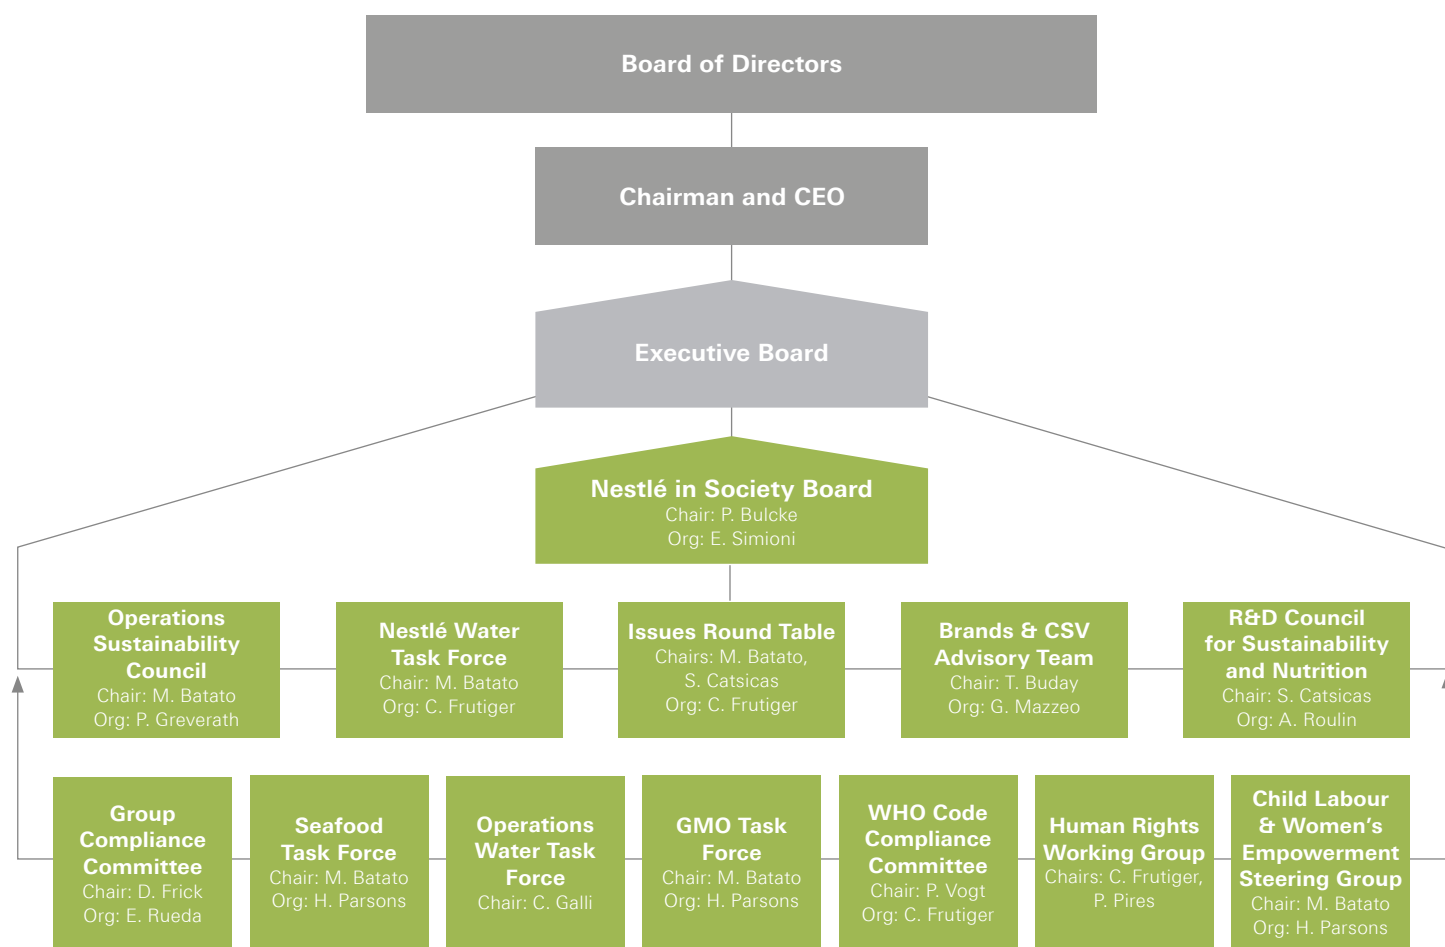 Board of Directors
Chairman and CEO
Executive Board
Nestlé in Society Board
Chair: P. Bulcke
Org: E. Simioni
Operations
Sustainability
Council
Chair: M. Batato
Org: P. Greverath
Nestlé Water
Task Force
Chair: M. Batato
Org: C. Frutiger
Issues Round Table
Chairs: M. Batato,
S. Catsicas
Org: C. Frutiger
Brands & CSV
Advisory Team
Chair: T. Buday
Org: G. Mazzeo
R&D Council
for Sustainability
and Nutrition
Chair: S. Catsicas
Org: A. Roulin
Group
Compliance
Committee
Chair: D. Frick
Org: E. Rueda
Seafood
Task Force
Chair: M. Batato
Org: H. Parsons
Operations
Water Task
Force
Chair: C. Galli
GMO Task
Force
Chair: M. Batato
Org: H. Parsons
WHO Code
Compliance
Committee
Chair: P. Vogt
Org: C. Frutiger
Human Rights
Working Group
Chairs: C. Frutiger,
P. Pires
Child Labour
& Women's
Empowerment
Steering Group
Chair: M. Batato
Org: H. Parsons